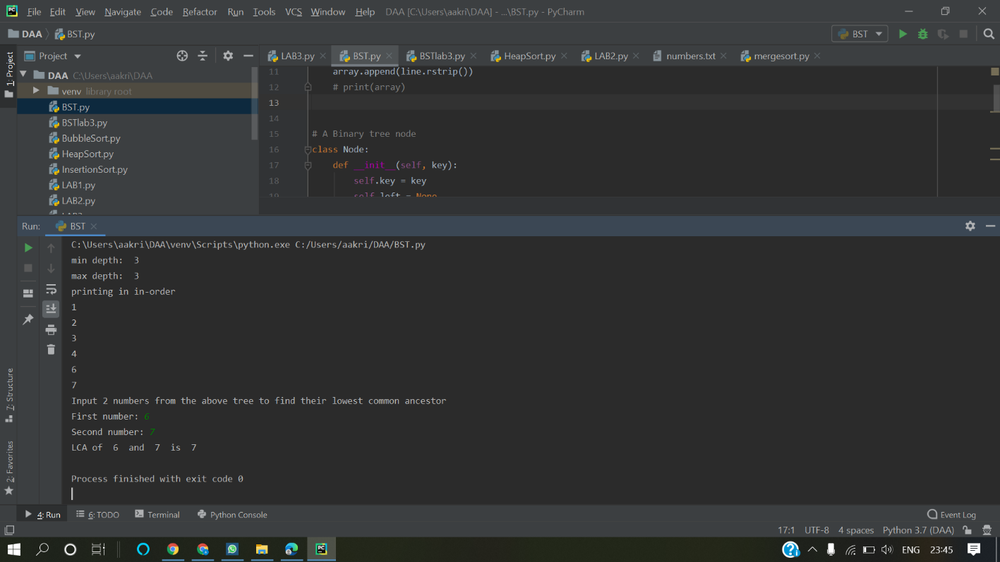 File Edit View Navigate Code Refactor Run Tools VCS Window Help DAA [C:\Users\aakri\DAA] - ...\BST.py - PyCharm
DAA BST.py BST
1: Project
Project LAB3.py BST.py BSTlab3.py HeapSort.py LAB2.py numbers.txt mergesort.py
DAA C:\Users\aakri\DAA
venv library root
BST.py
BSTlab3.py
BubbleSort.py
HeapSort.py
InsertionSort.py
LAB1.py
LAB2.py
11 array.append(line.rstrip())
12 # print(array)
13
14
15 # A Binary tree node
16 class Node:
17 def __init__(self, key):
18 self.key = key
19 self.left = None
Run: BST
C:\Users\aakri\DAA\venv\Scripts\python.exe C:/Users/aakri/DAA/BST.py
min depth: 3
max depth: 3
printing in in-order
1
2
3
4
6
7
Input 2 numbers from the above tree to find their lowest common ancestor
First number: 6
Second number: 7
LCA of 6 and 7 is 7
Process finished with exit code 0
7: Structure
2: Favorites
4: Run 6: TODO Terminal Python Console Event Log
17:1 UTF-8 4 spaces Python 3.7 (DAA)
PC ENG 23:45